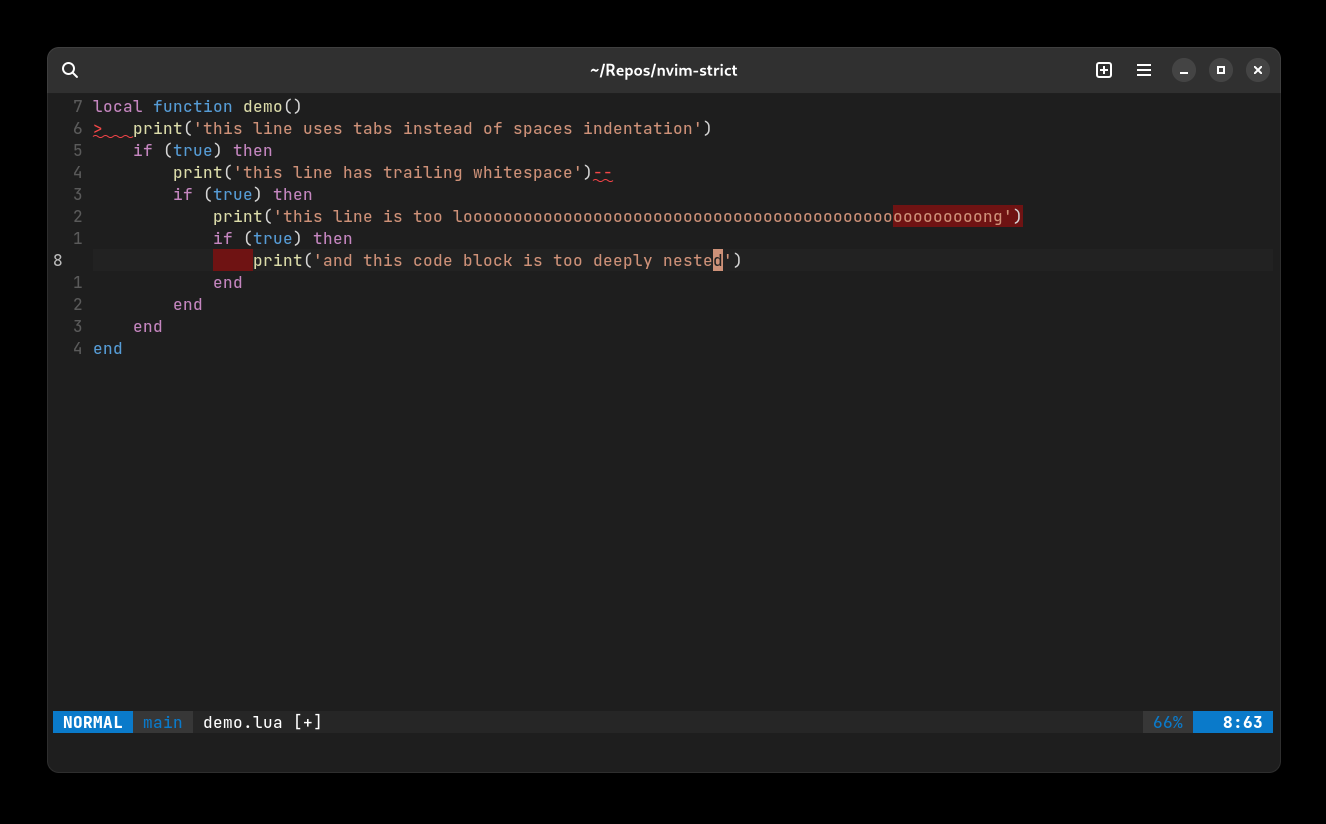 ~/Repos/nvim-strict
7 local function demo()
6 >   print('this line uses tabs instead of spaces indentation')
5     if (true) then
4         print('this line has trailing whitespace')--
3         if (true) then
2             print('this line is too loooooooooooooooooooooooooooooooooooooooooooooooooooong')
1             if (true) then
8                 print('and this code block is too deeply nested')
1             end
2         end
3     end
4 end
NORMAL main demo.lua [+] 66% 8:63